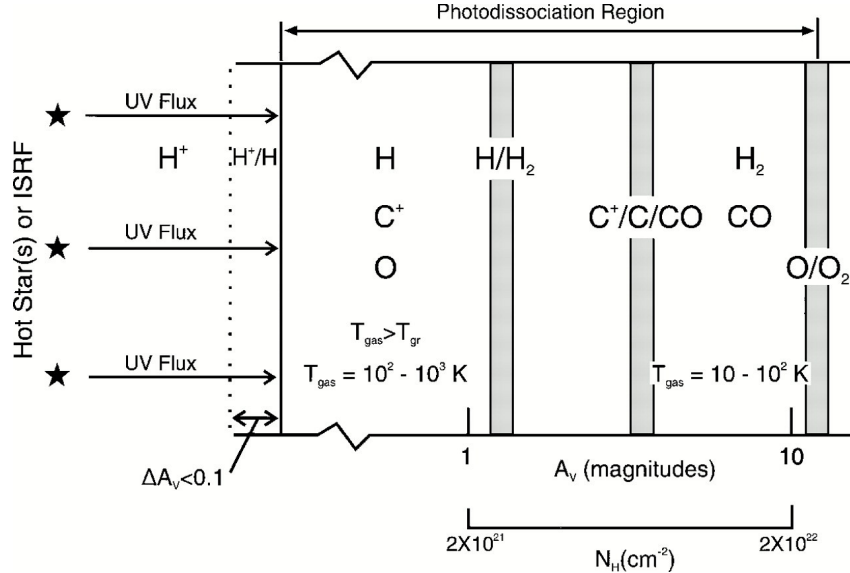 Photodissociation Region
Hot Star(s) or ISRF
UV Flux
H⁺
H⁺/H
H
H/H₂
H₂
UV Flux
C⁺
C⁺/C/CO
CO
O
O/O₂
T_gas>T_gr
UV Flux
T_gas = 10² - 10³ K
T_gas = 10 - 10² K
ΔA_V<0.1
1
A_V (magnitudes)
10
2X10²¹
N_H(cm⁻²)
2X10²²